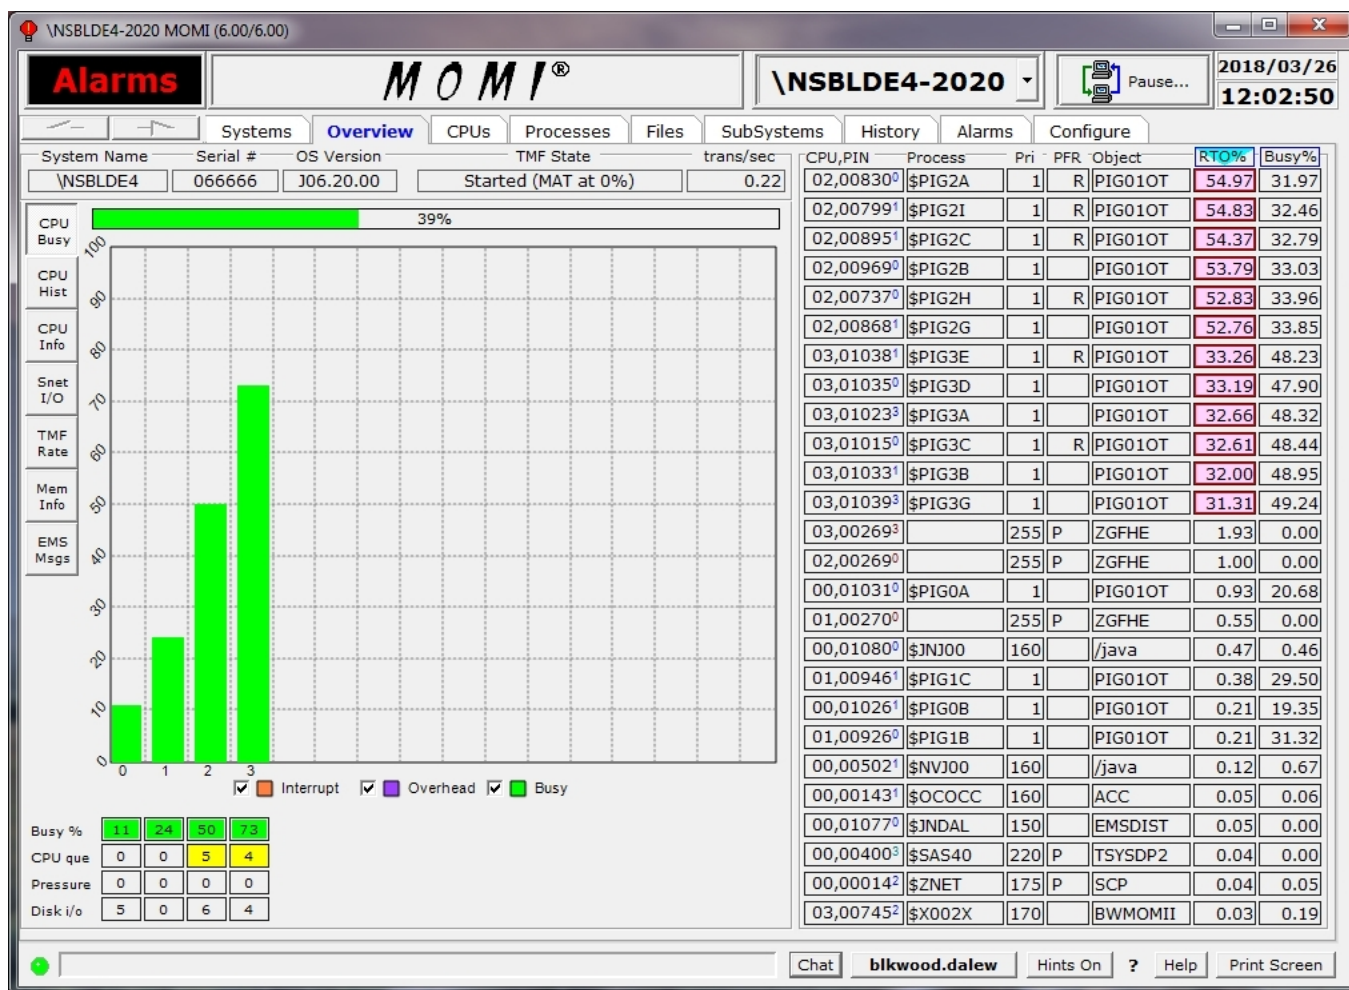 \NSBLDE4-2020 MOMI (6.00/6.00)
Alarms
MOMI®
\NSBLDE4-2020
Pause...
2018/03/26
12:02:50
Systems Overview CPUs Processes Files SubSystems History Alarms Configure
System Name Serial # OS Version TMF State trans/sec
\NSBLDE4 066666 J06.20.00 Started (MAT at 0%) 0.22
CPU Busy
CPU Hist
CPU Info
Snet I/O
TMF Rate
Mem Info
EMS Msgs
39%
100
90
80
70
60
50
40
30
20
10
0
0 1 2 3
Interrupt Overhead Busy
Busy % 11 24 50 73
CPU que 0 0 5 4
Pressure 0 0 0 0
Disk i/o 5 0 6 4
CPU,PIN Process Pri PFR Object RTO% Busy%
02,00830⁰ $PIG2A 1 R PIG01OT 54.97 31.97
02,00799¹ $PIG2I 1 R PIG01OT 54.83 32.46
02,00895¹ $PIG2C 1 R PIG01OT 54.37 32.79
02,00969⁰ $PIG2B 1 PIG01OT 53.79 33.03
02,00737⁰ $PIG2H 1 R PIG01OT 52.83 33.96
02,00868¹ $PIG2G 1 PIG01OT 52.76 33.85
03,01038¹ $PIG3E 1 R PIG01OT 33.26 48.23
03,01035⁰ $PIG3D 1 PIG01OT 33.19 47.90
03,01023³ $PIG3A 1 PIG01OT 32.66 48.32
03,01015⁰ $PIG3C 1 R PIG01OT 32.61 48.44
03,01033¹ $PIG3B 1 PIG01OT 32.00 48.95
03,01039³ $PIG3G 1 PIG01OT 31.31 49.24
03,00269³ 255 P ZGFHE 1.93 0.00
02,00269⁰ 255 P ZGFHE 1.00 0.00
00,01031⁰ $PIG0A 1 PIG01OT 0.93 20.68
01,00270⁰ 255 P ZGFHE 0.55 0.00
00,01080⁰ $JNJ00 160 /java 0.47 0.46
01,00946¹ $PIG1C 1 PIG01OT 0.38 29.50
00,01026¹ $PIG0B 1 PIG01OT 0.21 19.35
01,00926⁰ $PIG1B 1 PIG01OT 0.21 31.32
00,00502¹ $NVJ00 160 /java 0.12 0.67
00,00143¹ $OCOCC 160 ACC 0.05 0.06
00,01077⁰ $JNDAL 150 EMSDIST 0.05 0.00
00,00400³ $SAS40 220 P TSYSDP2 0.04 0.00
00,00014² $ZNET 175 P SCP 0.04 0.05
03,00745² $X002X 170 BWMOMII 0.03 0.19
Chat blkwood.dalew Hints On ? Help Print Screen